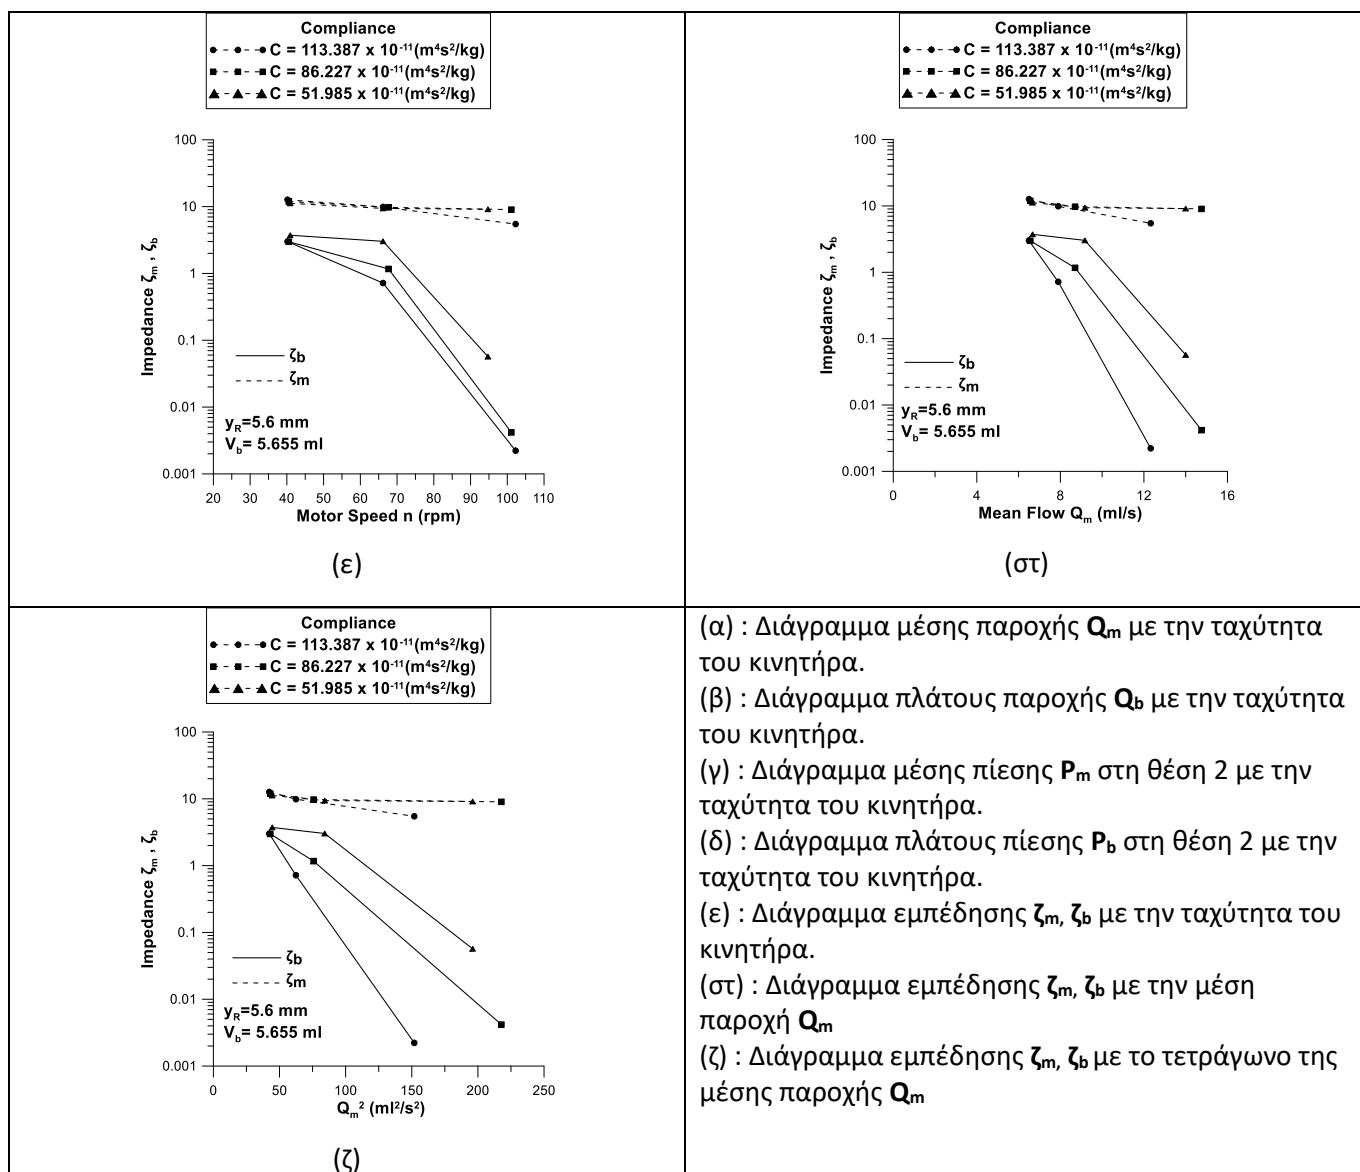 Compliance
C = 113.387 x 10⁻¹¹(m⁴s²/kg)
C = 86.227 x 10⁻¹¹(m⁴s²/kg)
C = 51.985 x 10⁻¹¹(m⁴s²/kg)
100
10
1
0.1
0.01
0.001
Impedance ζm , ζb
ζb
ζm
yR=5.6 mm
Vb= 5.655 ml
20 30 40 50 60 70 80 90 100 110
Motor Speed n (rpm)
(ε)
Compliance
C = 113.387 x 10⁻¹¹(m⁴s²/kg)
C = 86.227 x 10⁻¹¹(m⁴s²/kg)
C = 51.985 x 10⁻¹¹(m⁴s²/kg)
100
10
1
0.1
0.01
0.001
Impedance ζm , ζb
ζb
ζm
yR=5.6 mm
Vb= 5.655 ml
0 4 8 12 16
Mean Flow Qm (ml/s)
(στ)
Compliance
C = 113.387 x 10⁻¹¹(m⁴s²/kg)
C = 86.227 x 10⁻¹¹(m⁴s²/kg)
C = 51.985 x 10⁻¹¹(m⁴s²/kg)
100
10
1
0.1
0.01
0.001
Impedance ζm , ζb
ζb
ζm
yR=5.6 mm
Vb= 5.655 ml
0 50 100 150 200 250
Qm² (ml²/s²)
(ζ)
(α) : Διάγραμμα μέσης παροχής Qm με την ταχύτητα
του κινητήρα.
(β) : Διάγραμμα πλάτους παροχής Qb με την ταχύτητα
του κινητήρα.
(γ) : Διάγραμμα μέσης πίεσης Pm στη θέση 2 με την
ταχύτητα του κινητήρα.
(δ) : Διάγραμμα πλάτους πίεσης Pb στη θέση 2 με την
ταχύτητα του κινητήρα.
(ε) : Διάγραμμα εμπέδησης ζm, ζb με την ταχύτητα του
κινητήρα.
(στ) : Διάγραμμα εμπέδησης ζm, ζb με την μέση
παροχή Qm
(ζ) : Διάγραμμα εμπέδησης ζm, ζb με το τετράγωνο της
μέσης παροχής Qm